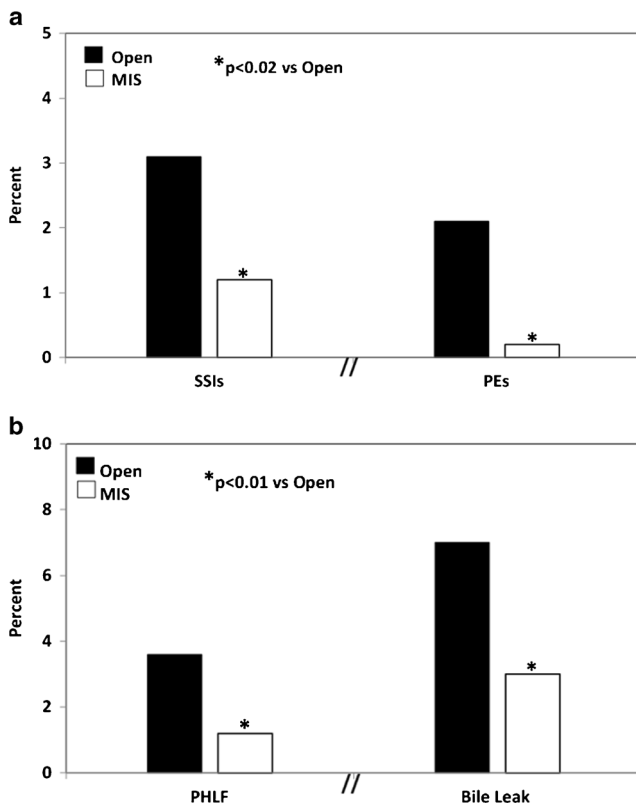 a
5
4
3
2
1
0
Percent
Open
MIS
*p<0.02 vs Open
*
*
SSIs // PEs
b
10
8
6
4
2
0
Percent
Open
MIS
*p<0.01 vs Open
*
*
PHLF // Bile Leak